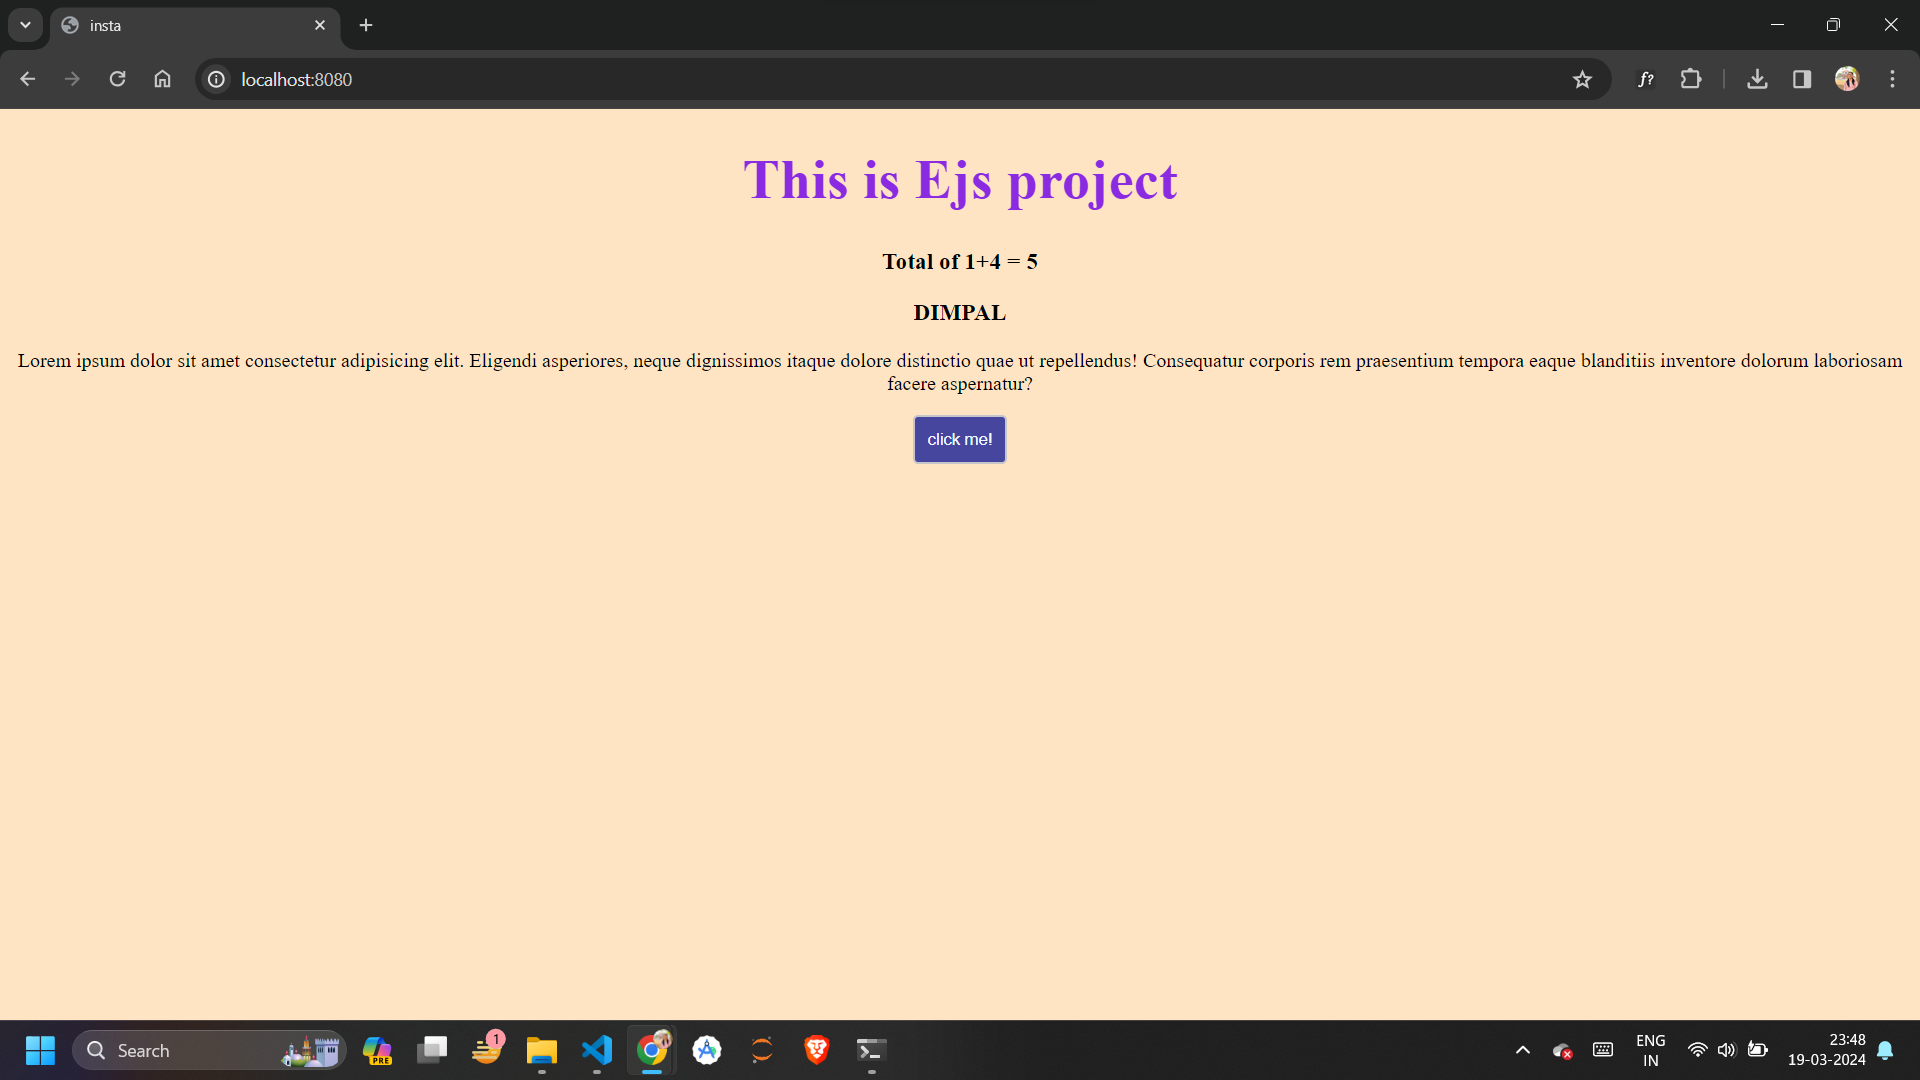 insta
localhost:8080
f?
This is Ejs project
Total of 1+4 = 5
DIMPAL
Lorem ipsum dolor sit amet consectetur adipisicing elit. Eligendi asperiores, neque dignissimos itaque dolore distinctio quae ut repellendus! Consequatur corporis rem praesentium tempora eaque blanditiis inventore dolorum laboriosam
facere aspernatur?
click me!
Search
PRE
1
ENG
IN
23:48
19-03-2024